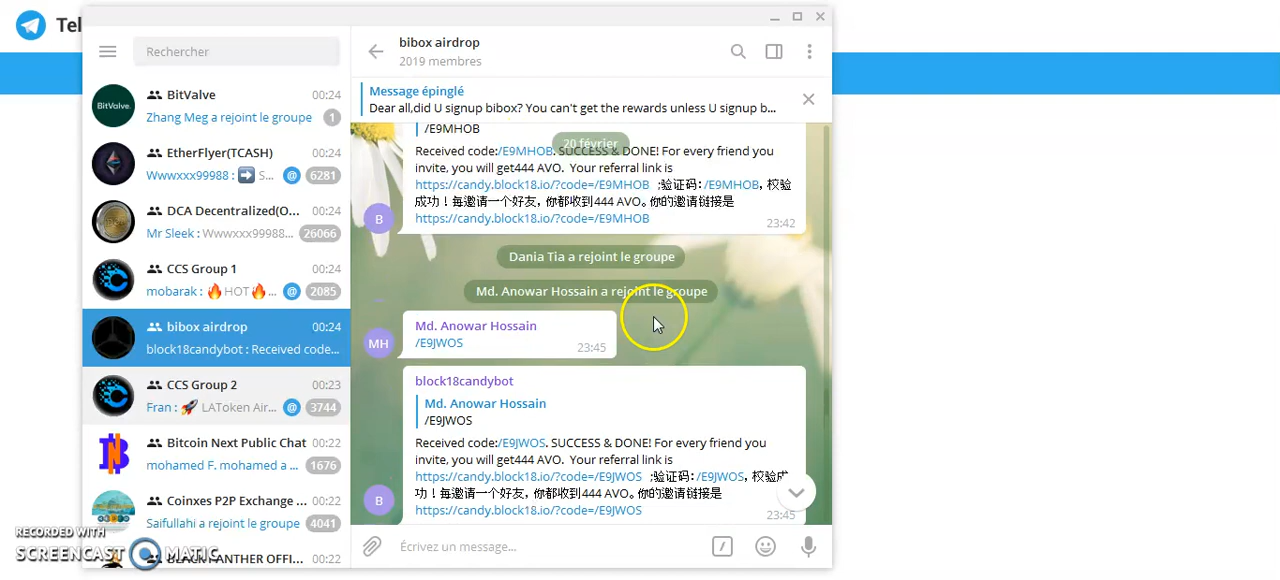 Tel
Rechercher
BitValve 00:24
Zhang Meg a rejoint le groupe 1
EtherFlyer(TCASH) 00:24
Wwwxxx99988 : ➡ S... @ 6281
DCA Decentralized(O... 00:24
Mr Sleek : Wwwxxx99988... 26066
CCS Group 1 00:24
mobarak : 🔥HOT🔥... @ 2085
bibox airdrop 00:24
block18candybot : Received code...
CCS Group 2 00:23
Fran : 🚀 LAToken Air... @ 3744
Bitcoin Next Public Chat 00:22
mohamed F. mohamed a ... 1676
Coinxes P2P Exchange ... 00:22
Saifullahi a rejoint le groupe 4041
BLACK PANTHER OFFI... 00:22
bibox airdrop
2019 membres
Message épinglé
Dear all,did U signup bibox? You can't get the rewards unless U signup b...
20 février
/E9MHOB
Received code:/E9MHOB. SUCCESS & DONE! For every friend you
invite, you will get444 AVO. Your referral link is
https://candy.block18.io/?code=/E9MHOB ;验证码：/E9MHOB，校验
成功！每邀请一个好友，你都收到444 AVO。你的邀请链接是
https://candy.block18.io/?code=/E9MHOB
B 23:42
Dania Tia a rejoint le groupe
Md. Anowar Hossain a rejoint le groupe
Md. Anowar Hossain
MH /E9JWOS 23:45
block18candybot
Md. Anowar Hossain
/E9JWOS
Received code:/E9JWOS. SUCCESS & DONE! For every friend you
invite, you will get444 AVO. Your referral link is
https://candy.block18.io/?code=/E9JWOS ;验证码：/E9JWOS，校验成
功！每邀请一个好友，你都收到444 AVO。你的邀请链接是
https://candy.block18.io/?code=/E9JWOS
B 23:45
Écrivez un message...
RECORDED WITH
SCREENCAST MATIC